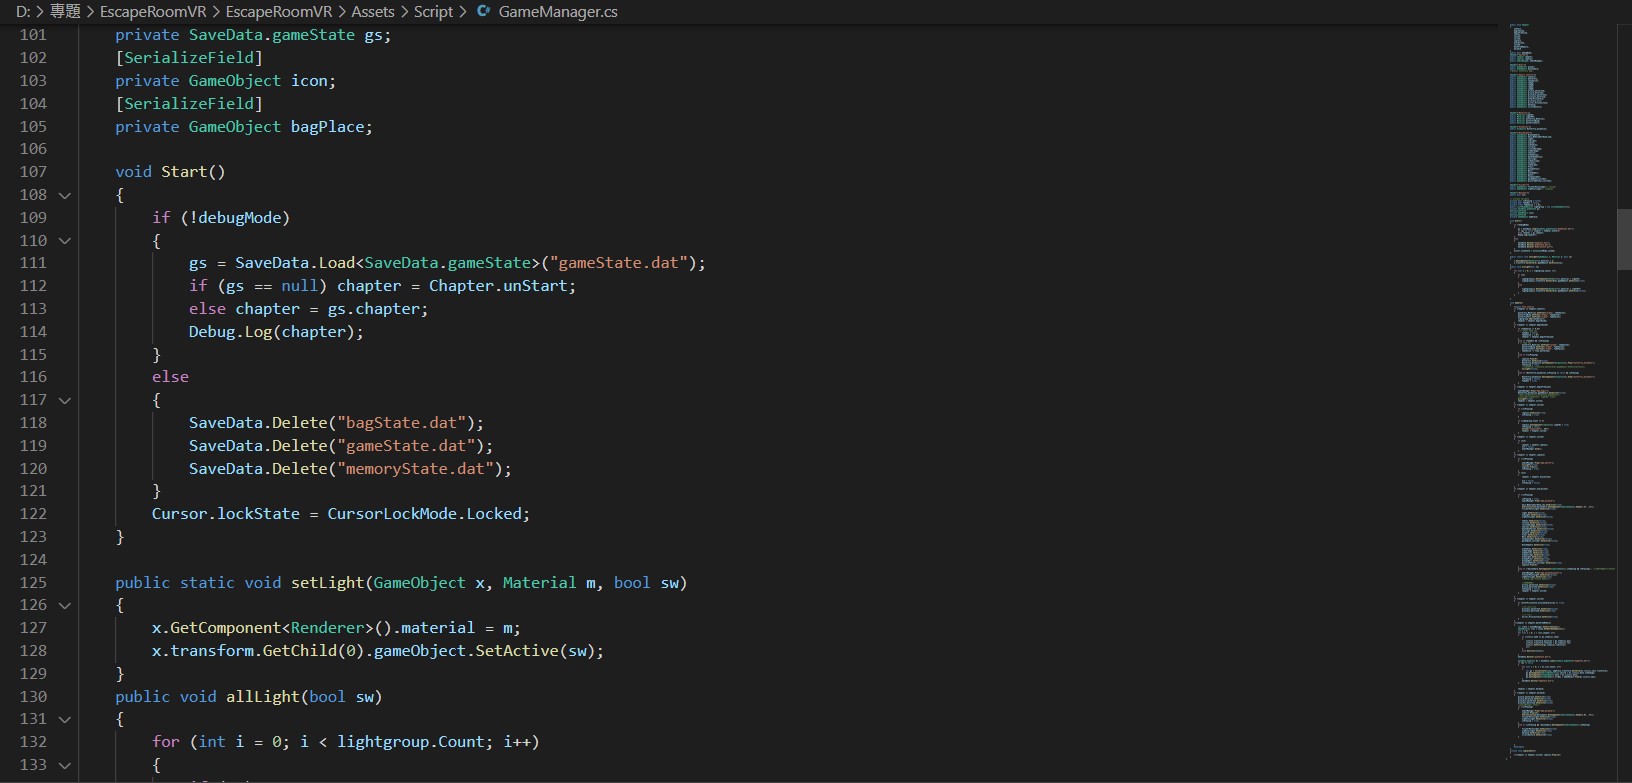 D: > 專題 > EscapeRoomVR > EscapeRoomVR > Assets > Script > GameManager.cs
101 private SaveData.gameState gs;
102 [SerializeField]
103 private GameObject icon;
104 [SerializeField]
105 private GameObject bagPlace;
106
107 void Start()
108 {
109 if (!debugMode)
110 {
111 gs = SaveData.Load<SaveData.gameState>("gameState.dat");
112 if (gs == null) chapter = Chapter.unStart;
113 else chapter = gs.chapter;
114 Debug.Log(chapter);
115 }
116 else
117 {
118 SaveData.Delete("bagState.dat");
119 SaveData.Delete("gameState.dat");
120 SaveData.Delete("memoryState.dat");
121 }
122 Cursor.lockState = CursorLockMode.Locked;
123 }
124
125 public static void setLight(GameObject x, Material m, bool sw)
126 {
127 x.GetComponent<Renderer>().material = m;
128 x.transform.GetChild(0).gameObject.SetActive(sw);
129 }
130 public void allLight(bool sw)
131 {
132 for (int i = 0; i < lightgroup.Count; i++)
133 {